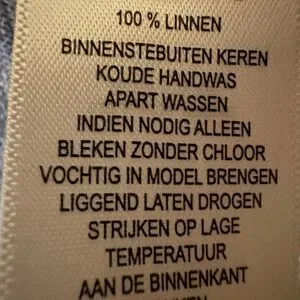 100 % LINNEN
BINNENSTEBUITEN KEREN
KOUDE HANDWAS
APART WASSEN
INDIEN NODIG ALLEEN
BLEKEN ZONDER CHLOOR
VOCHTIG IN MODEL BRENGEN
LIGGEND LATEN DROGEN
STRIJKEN OP LAGE
TEMPERATUUR
AAN DE BINNENKANT